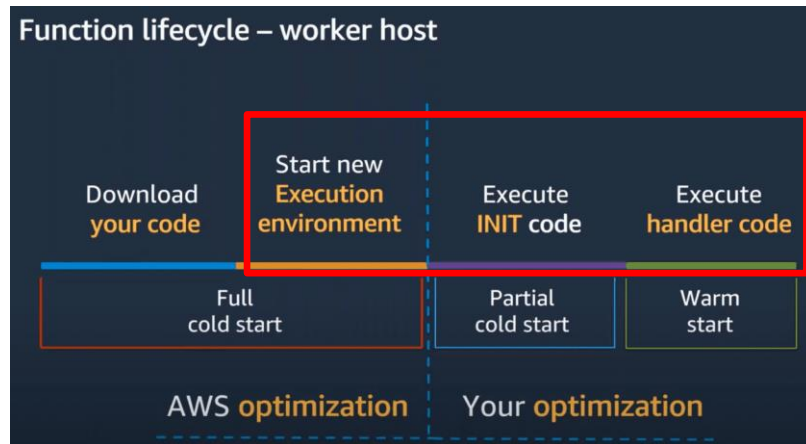 Function lifecycle – worker host
Download
your code
Start new
Execution
environment
Execute
INIT code
Execute
handler code
Full
cold start
Partial
cold start
Warm
start
AWS optimization
Your optimization